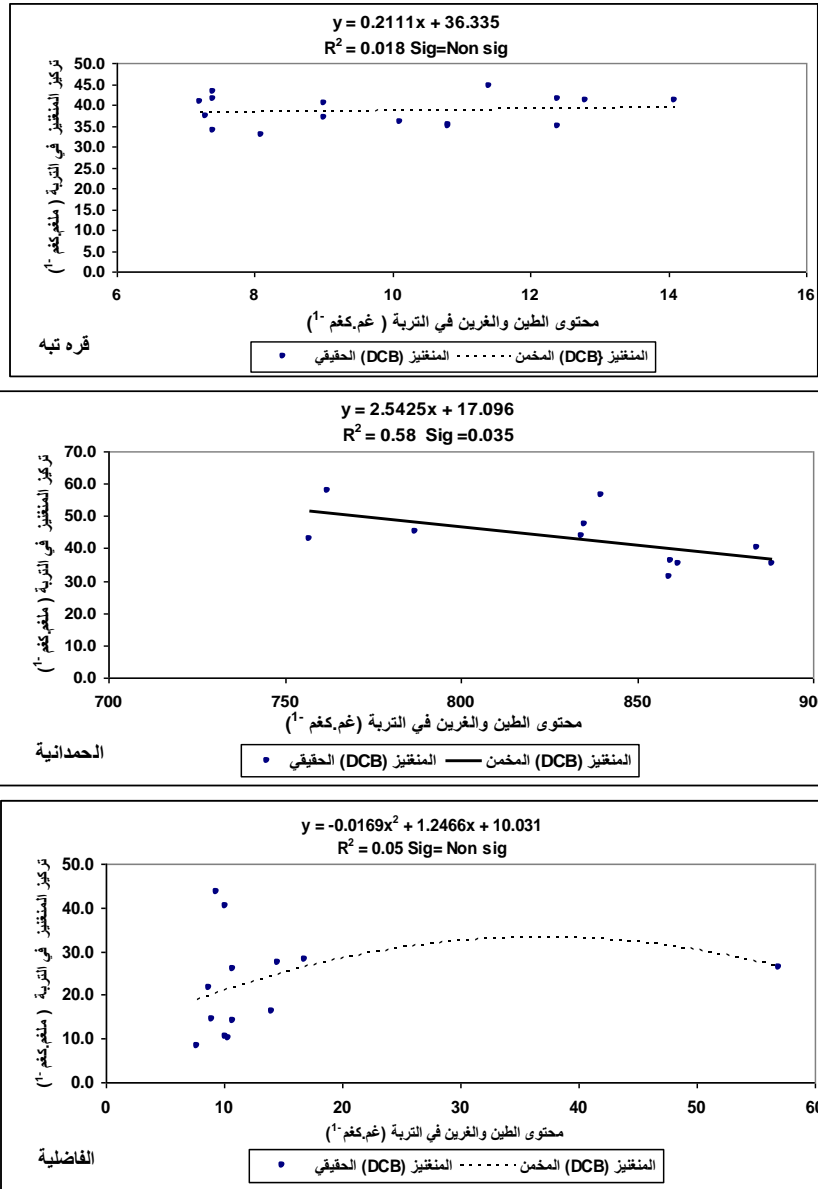 y = 0.2111x + 36.335
R² = 0.018 Sig=Non sig
تركيز المنغنيز في التربة ( ملغم.كغم ⁻¹)
50.0
45.0
40.0
35.0
30.0
25.0
20.0
15.0
10.0
5.0
0.0
6 8 10 12 14 16
محتوى الطين والغرين في التربة ( غم.كغم ⁻¹)
قره تبه
المنغنيز (DCB) الحقيقي المنغنيز {DCB) المخمن
y = 2.5425x + 17.096
R² = 0.58 Sig =0.035
تركيز المنغنيز في التربة ( ملغم.كغم ⁻¹)
70.0
60.0
50.0
40.0
30.0
20.0
10.0
0.0
700 750 800 850 900
محتوى الطين والغرين في التربة (غم.كغم ⁻¹)
الحمدانية
المنغنيز (DCB) الحقيقي المنغنيز (DCB) المخمن
y = -0.0169x² + 1.2466x + 10.031
R² = 0.05 Sig= Non sig
تركيز المنغنيز في التربة ( ملغم.كغم ⁻¹)
50.0
40.0
30.0
20.0
10.0
0.0
0 10 20 30 40 50 60
محتوى الطين والغرين في التربة (غم.كغم⁻¹)
الفاضلية
المنغنيز (DCB) الحقيقي المنغنيز (DCB) المخمن